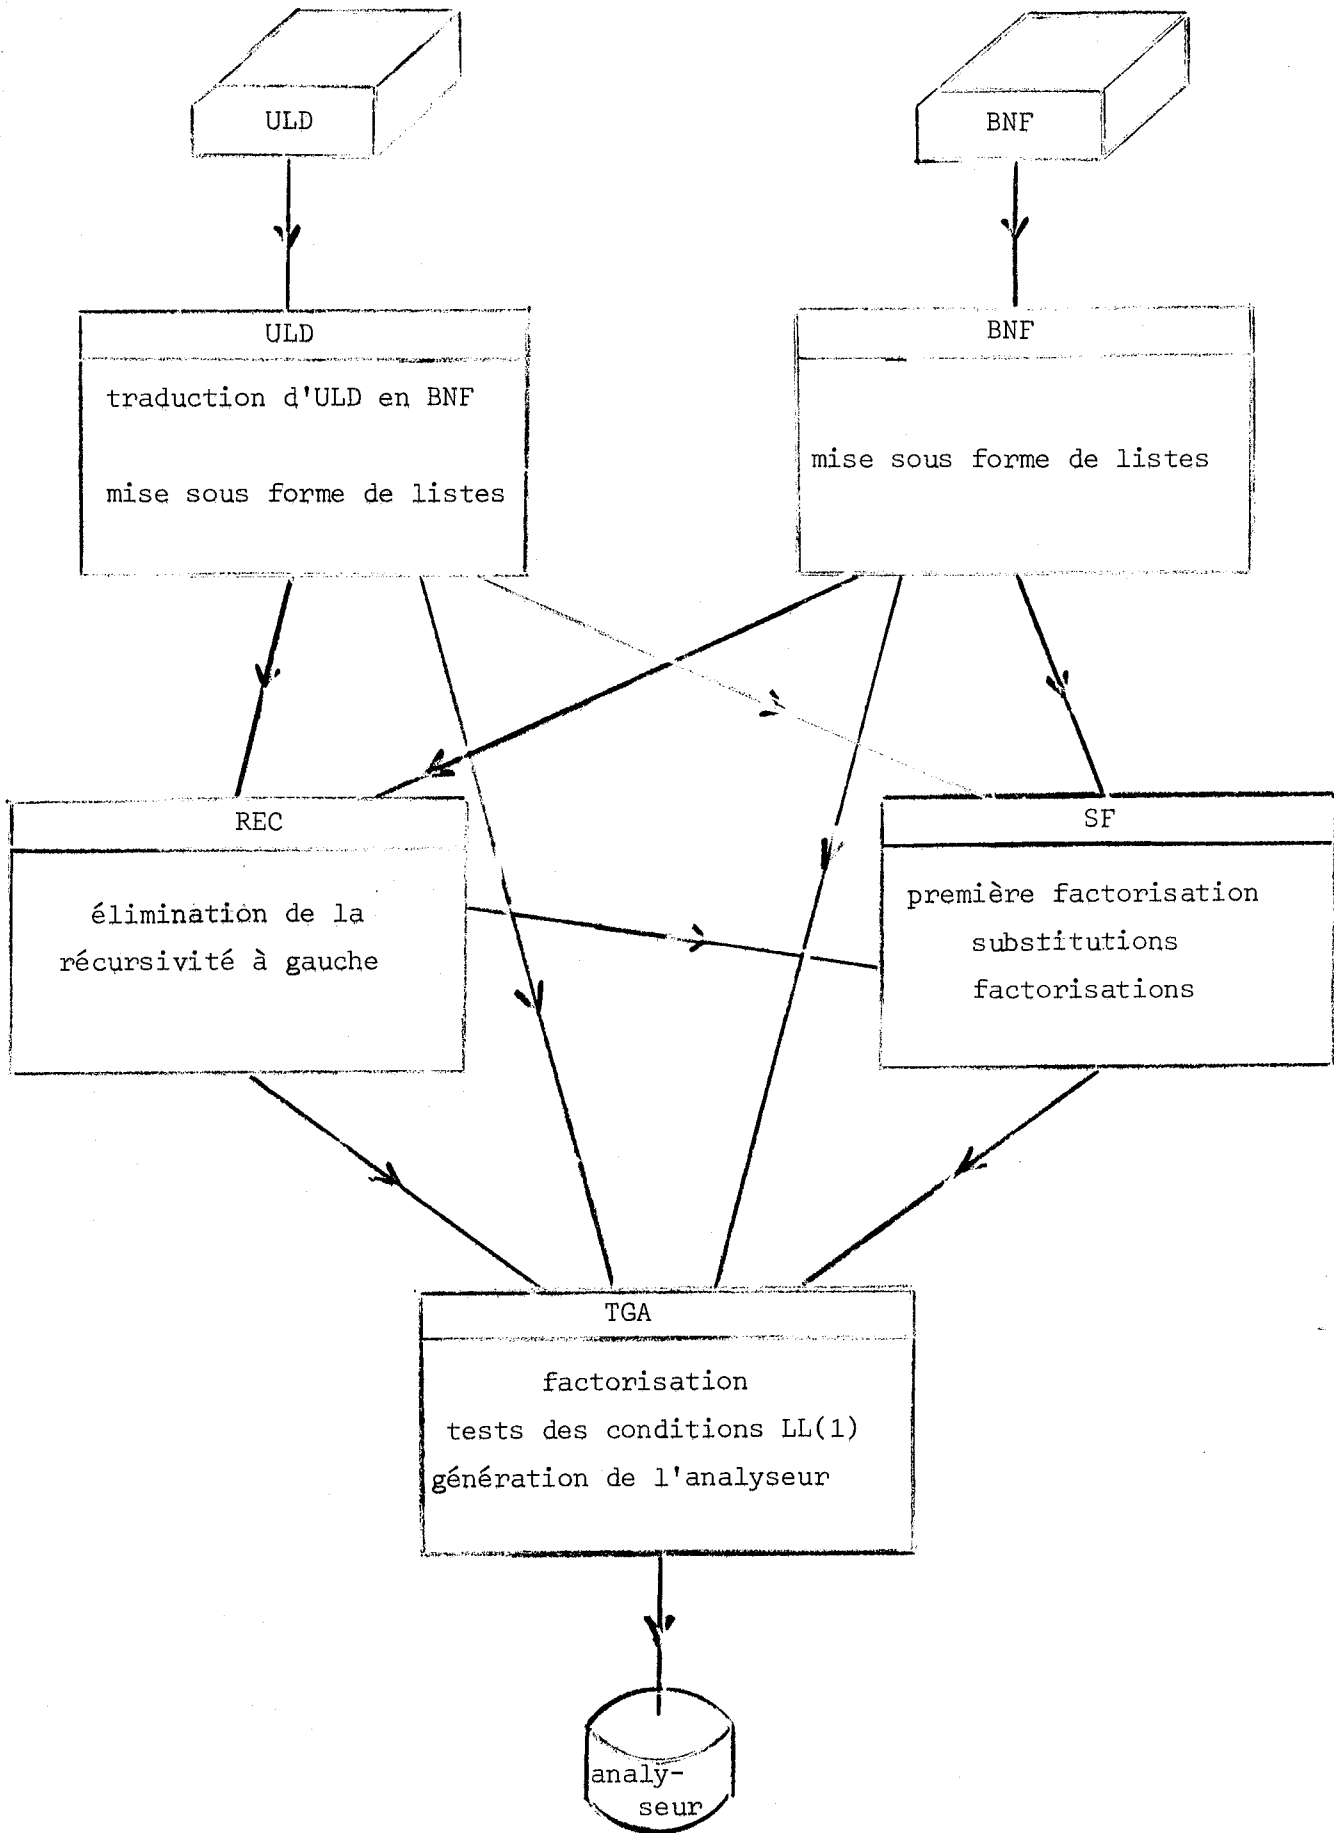 ULD
BNF
ULD
traduction d'ULD en BNF
mise sous forme de listes
BNF
mise sous forme de listes
REC
élimination de la
récursivité à gauche
SF
première factorisation
substitutions
factorisations
TGA
factorisation
tests des conditions LL(1)
génération de l'analyseur
analy-
seur